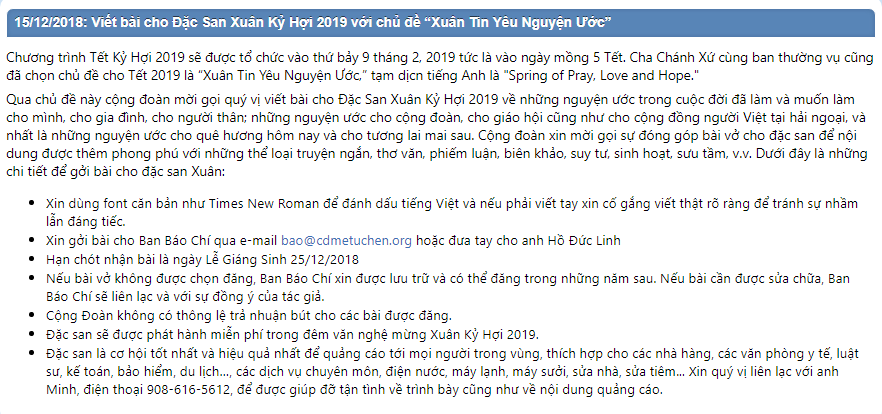 15/12/2018: Viết bài cho Đặc San Xuân Kỷ Hợi 2019 với chủ đề “Xuân Tin Yêu Nguyện Ước”
Chương trình Tết Kỷ Hợi 2019 sẽ được tổ chức vào thứ bảy 9 tháng 2, 2019 tức là vào ngày mồng 5 Tết. Cha Chánh Xứ cùng ban thường vụ cũng
đã chọn chủ đề cho Tết 2019 là “Xuân Tin Yêu Nguyện Ước,” tạm dịcn tiếng Anh là "Spring of Pray, Love and Hope."
Qua chủ đề này cộng đoàn mời gọi quý vị viết bài cho Đặc San Xuân Kỷ Hợi 2019 về những nguyện ước trong cuộc đời đã làm và muốn làm
cho mình, cho gia đình, cho người thân; những nguyện ước cho cộng đoàn, cho giáo hội cũng như cho cộng đồng người Việt tại hải ngoại, và
nhất là những nguyện ước cho quê hương hôm nay và cho tương lai mai sau. Cộng đoàn xin mời gọi sự đóng góp bài vở cho đặc san để nội
dung được thêm phong phú với những thể loại truyện ngắn, thơ văn, phiếm luận, biên khảo, suy tư, sinh hoạt, sưu tầm, v.v. Dưới đây là những
chi tiết để gởi bài cho đặc san Xuân:
• Xin dùng font căn bản như Times New Roman để đánh dấu tiếng Việt và nếu phải viết tay xin cố gắng viết thật rõ ràng để tránh sự nhầm
lẫn đáng tiếc.
• Xin gởi bài cho Ban Báo Chí qua e-mail bao@cdmetuchen.org hoặc đưa tay cho anh Hồ Đức Linh
• Hạn chót nhận bài là ngày Lễ Giáng Sinh 25/12/2018
• Nếu bài vở không được chọn đăng, Ban Báo Chí xin được lưu trữ và có thể đăng trong những năm sau. Nếu bài cần được sửa chữa, Ban
Báo Chí sẽ liên lạc và với sự đồng ý của tác giả.
• Cộng Đoàn không có thông lệ trả nhuận bút cho các bài được đăng.
• Đặc san sẽ được phát hành miễn phí trong đêm văn nghệ mừng Xuân Kỷ Hợi 2019.
• Đặc san là cơ hội tốt nhất và hiệu quả nhất để quảng cáo tới mọi người trong vùng, thích hợp cho các nhà hàng, các văn phòng y tế, luật
sư, kế toán, bảo hiểm, du lịch..., các dịch vụ chuyên môn, điện nước, máy lạnh, máy sưởi, sửa nhà, sửa tiêm... Xin quý vị liên lạc với anh
Minh, điện thoại 908-616-5612, để được giúp đỡ tận tình về trình bày cũng như về nội dung quảng cáo.